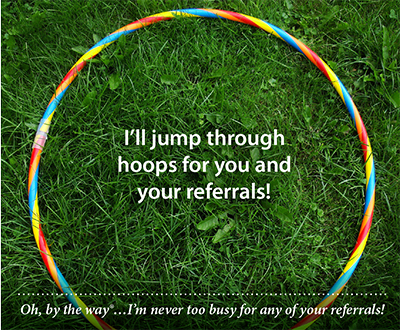 I'll jump through
hoops for you and
your referrals!
Oh, by the way®…I'm never too busy for any of your referrals!